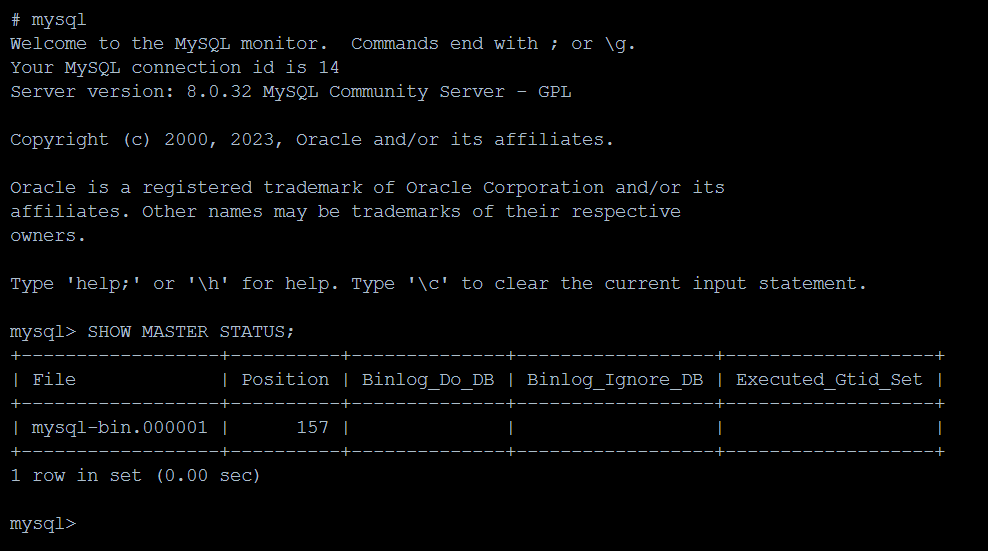 # mysql
Welcome to the MySQL monitor.  Commands end with ; or \g.
Your MySQL connection id is 14
Server version: 8.0.32 MySQL Community Server - GPL
Copyright (c) 2000, 2023, Oracle and/or its affiliates.
Oracle is a registered trademark of Oracle Corporation and/or its
affiliates. Other names may be trademarks of their respective
owners.
Type 'help;' or '\h' for help. Type '\c' to clear the current input statement.
mysql> SHOW MASTER STATUS;
+------------------+----------+--------------+------------------+-------------------+
| File             | Position | Binlog_Do_DB | Binlog_Ignore_DB | Executed_Gtid_Set |
+------------------+----------+--------------+------------------+-------------------+
| mysql-bin.000001 |      157 |              |                  |                   |
+------------------+----------+--------------+------------------+-------------------+
1 row in set (0.00 sec)
mysql>